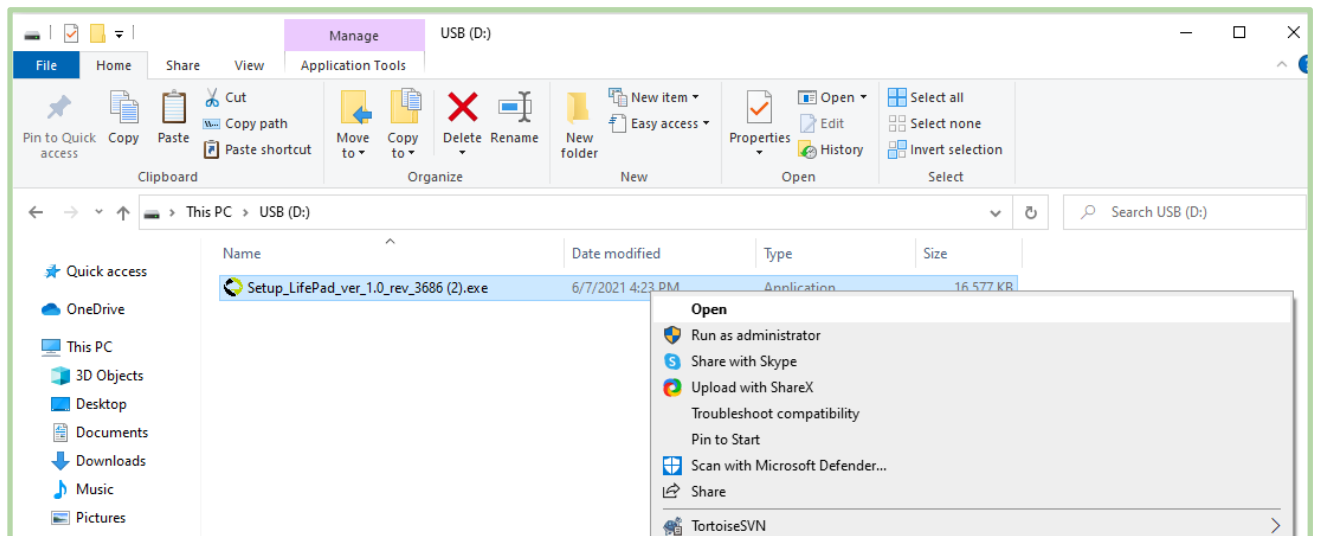 Manage
USB (D:)
File
Home
Share
View
Application Tools
Pin to Quick access
Copy
Paste
Cut
Copy path
Paste shortcut
Clipboard
Move to
Copy to
Delete
Rename
Organize
New folder
New item
Easy access
New
Properties
Open
Edit
History
Open
Select all
Select none
Invert selection
Select
This PC
USB (D:)
Search USB (D:)
Name
Date modified
Type
Size
Quick access
OneDrive
This PC
3D Objects
Desktop
Documents
Downloads
Music
Pictures
Setup_LifePad_ver_1.0_rev_3686 (2).exe
6/7/2021 4:23 PM
Application
16 577 KB
Open
Run as administrator
Share with Skype
Upload with ShareX
Troubleshoot compatibility
Pin to Start
Scan with Microsoft Defender...
Share
TortoiseSVN